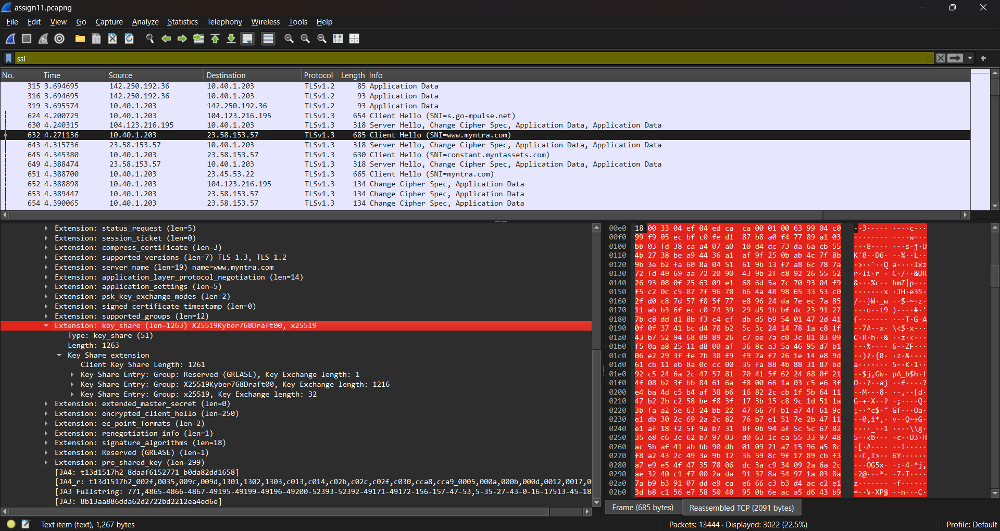 assign11.pcapng
File Edit View Go Capture Analyze Statistics Telephony Wireless Tools Help
ssl
No. Time Source Destination Protocol Length Info
315 3.694695 142.250.192.36 10.40.1.203 TLSv1.2 85 Application Data
316 3.694695 142.250.192.36 10.40.1.203 TLSv1.2 93 Application Data
319 3.695574 10.40.1.203 142.250.192.36 TLSv1.2 93 Application Data
624 4.200729 10.40.1.203 104.123.216.195 TLSv1.3 654 Client Hello (SNI=s.go-mpulse.net)
630 4.240315 104.123.216.195 10.40.1.203 TLSv1.3 318 Server Hello, Change Cipher Spec, Application Data, Application Data
632 4.271136 10.40.1.203 23.58.153.57 TLSv1.3 685 Client Hello (SNI=www.myntra.com)
643 4.315736 23.58.153.57 10.40.1.203 TLSv1.3 318 Server Hello, Change Cipher Spec, Application Data, Application Data
645 4.345380 10.40.1.203 23.58.153.57 TLSv1.3 630 Client Hello (SNI=constant.myntassets.com)
649 4.388474 23.58.153.57 10.40.1.203 TLSv1.3 318 Server Hello, Change Cipher Spec, Application Data, Application Data
651 4.388700 10.40.1.203 23.45.53.22 TLSv1.3 665 Client Hello (SNI=myntra.com)
652 4.388898 10.40.1.203 104.123.216.195 TLSv1.3 134 Change Cipher Spec, Application Data
653 4.389447 10.40.1.203 23.58.153.57 TLSv1.3 134 Change Cipher Spec, Application Data
654 4.390065 10.40.1.203 23.58.153.57 TLSv1.3 134 Change Cipher Spec, Application Data
Extension: status_request (len=5)
Extension: session_ticket (len=0)
Extension: compress_certificate (len=3)
Extension: supported_versions (len=7) TLS 1.3, TLS 1.2
Extension: server_name (len=19) name=www.myntra.com
Extension: application_layer_protocol_negotiation (len=14)
Extension: application_settings (len=5)
Extension: psk_key_exchange_modes (len=2)
Extension: signed_certificate_timestamp (len=0)
Extension: supported_groups (len=12)
Extension: key_share (len=1263) X25519Kyber768Draft00, x25519
Type: key_share (51)
Length: 1263
Key Share extension
Client Key Share Length: 1261
Key Share Entry: Group: Reserved (GREASE), Key Exchange length: 1
Key Share Entry: Group: X25519Kyber768Draft00, Key Exchange length: 1216
Key Share Entry: Group: x25519, Key Exchange length: 32
Extension: extended_master_secret (len=0)
Extension: encrypted_client_hello (len=250)
Extension: ec_point_formats (len=2)
Extension: renegotiation_info (len=1)
Extension: signature_algorithms (len=18)
Extension: Reserved (GREASE) (len=1)
Extension: pre_shared_key (len=299)
[JA4: t13d1517h2_8daaf6152771_b0da82dd1658]
[JA4_r: t13d1517h2_002f,0035,009c,009d,1301,1302,1303,c013,c014,c02b,c02c,c02f,c030,cca8,cca9_0005,000a,000b,000d,0012,0017,0
[JA3 Fullstring: 771,4865-4866-4867-49195-49199-49196-49200-52393-52392-49171-49172-156-157-47-53,5-35-27-43-0-16-17513-45-18
[JA3: 8b13aa886dda62d2722bd2212ea4ed6e]
00e0 18 00 33 04 ef 04 ed ca ca 00 01 00 63 99 04 c0
00f0 99 f9 05 ec bf c0 fe d1 87 b8 a0 f4 77 89 a1 03
0100 bb 03 fd 38 ca a4 07 a0 10 d4 dc 73 da 6a cb 55
0110 4b 27 38 be a9 44 36 a1 af 9f 25 0b ab 4c 7f 8b
0120 9b 3e b2 fa 60 8a 04 51 61 9b 13 f7 a8 6c 78 7a
0130 72 fd 49 69 aa 72 20 90 43 9b 2f c8 92 26 55 52
0140 26 93 08 0f 25 63 09 e1 68 6d 5a 7c 70 93 04 f9
0150 f5 c2 0c c5 87 7f 96 78 b6 4a 48 98 65 33 53 c0
0160 2f d0 c8 7d 57 f8 5f 77 e8 96 24 da 7e ec 7a 85
0170 11 ab b3 6f ec c0 74 39 29 d5 1b bf dc 23 91 27
0180 7b c8 dd d1 8b f3 c4 cf db d5 b9 54 01 47 2d 41
0190 0f 0f 37 41 bc d4 78 b2 5c 3c 24 14 78 1a c8 1f
01a0 43 b7 52 94 68 09 89 26 c7 ee 7a c0 3c 81 03 09
01b0 f5 0a a8 25 11 d8 00 af 36 8c a3 5a 46 95 d7 b1
01c0 06 e2 29 3f fe 7b 38 f9 f9 7a f7 26 1e 14 e8 9d
01d0 61 cb 11 eb 8a 0c cc 00 35 fa 88 4b 88 31 87 bd
01e0 92 c5 24 6a 2c 47 57 81 70 41 5f 62 24 68 0f 21
01f0 4f 08 b2 3f bb 84 61 6a f8 00 66 1a 03 c5 e6 3f
0200 e4 ba 4d c5 b4 af 38 b6 16 82 2c cb 1f 5b 64 11
0210 47 b2 2b c2 58 be f8 3f 17 3b 15 c8 9c 1d 51 1a
0220 3b fa a2 5e 63 24 bb 22 47 66 7f b1 a7 4f 61 9c
0230 e1 db 30 2c 69 2a 2c 82 76 b7 e1 51 7e 2b 47 11
0240 e1 af 18 f2 5f 9a b7 31 8f 0b 94 af 5c 5c 67 82
0250 35 e8 c6 3c 62 b7 97 03 d0 63 1c ca 55 33 97 48
0260 ac 5b af 41 ab bb 90 db 01 09 21 a7 15 96 a5 8c
0270 f8 a2 43 2c 49 3e 9b 12 36 59 8c 9f 17 89 cb f3
0280 a7 e9 e5 4f 47 35 78 06 dc 3a c9 34 09 2a 6a 2c
0290 ae 32 40 c1 f7 00 2a da 91 37 8a 54 97 1a 03 8a
02a0 7a b9 b3 91 07 dd e9 ca e6 66 c3 b3 d4 ac c2 e1
02b0 3d b8 c1 56 e7 58 50 40 95 0b 6e ac a5 d6 43 b9
Frame (685 bytes) Reassembled TCP (2091 bytes)
Text item (text), 1,267 bytes
Packets: 13444 · Displayed: 3022 (22.5%)
Profile: Default